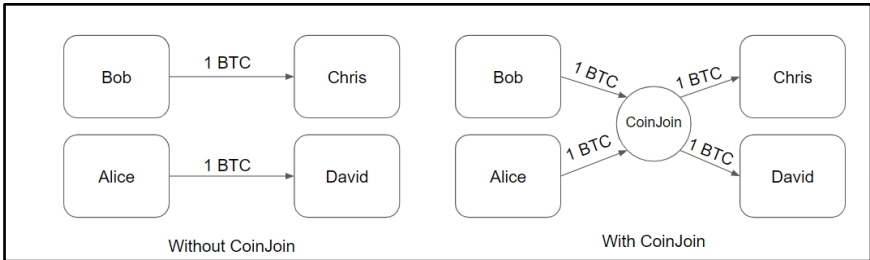 Bob
1 BTC
Chris
Alice
1 BTC
David
Without CoinJoin
Bob
1 BTC
1 BTC
Chris
CoinJoin
Alice
1 BTC
1 BTC
David
With CoinJoin